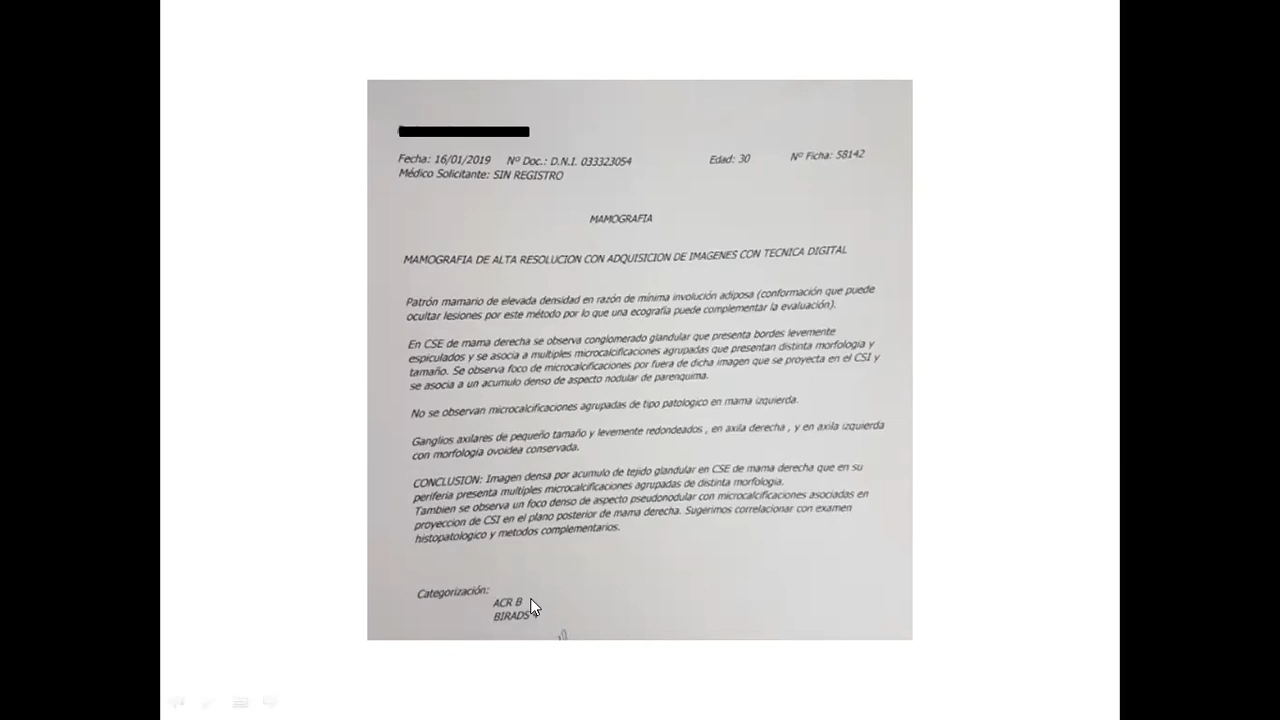 Fecha: 16/01/2019 Nº Doc.: D.N.I. 033323054 Edad: 30 Nº Ficha: 58142
Médico Solicitante: SIN REGISTRO
MAMOGRAFIA
MAMOGRAFIA DE ALTA RESOLUCION CON ADQUISICION DE IMAGENES CON TECNICA DIGITAL
Patrón mamario de elevada densidad en razón de mínima involución adiposa (conformación que puede
ocultar lesiones por este método por lo que una ecografía puede complementar la evaluación).
En CSE de mama derecha se observa conglomerado glandular que presenta bordes levemente
espiculados y se asocia a multiples microcalcificaciones agrupadas que presentan distinta morfología y
tamaño. Se observa foco de microcalcificaciones por fuera de dicha imagen que se proyecta en el CSI y
se asocia a un acumulo denso de aspecto nodular de parenquima.
No se observan microcalcificaciones agrupadas de tipo patologico en mama izquierda.
Ganglios axilares de pequeño tamaño y levemente redondeados , en axila derecha , y en axila izquierda
con morfología ovoidea conservada.
CONCLUSION: Imagen densa por acumulo de tejido glandular en CSE de mama derecha que en su
periferia presenta multiples microcalcificaciones agrupadas de distinta morfologia.
Tambien se observa un foco denso de aspecto pseudonodular con microcalcificaciones asociadas en
proyeccion de CSI en el plano posterior de mama derecha. Sugerimos correlacionar con examen
histopatologico y metodos complementarios.
Categorización:
ACR B
BIRADS